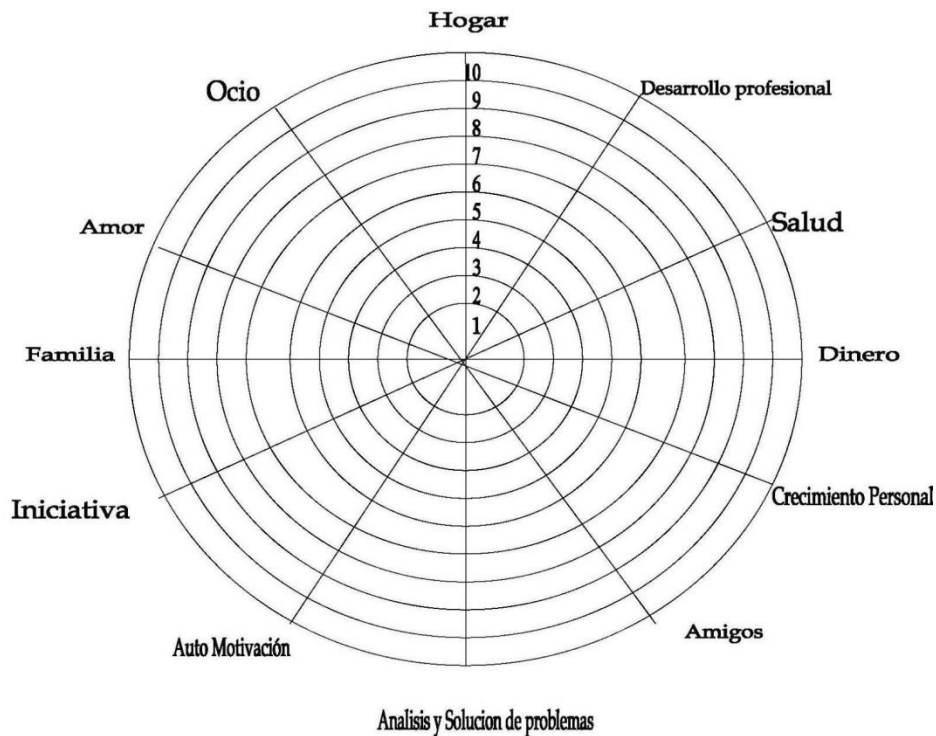 Hogar
Ocio
Desarrollo profesional
10
9
8
7
6
5
4
3
2
1
Amor
Salud
Familia
Dinero
Iniciativa
Crecimiento Personal
Auto Motivación
Amigos
Analisis y Solucion de problemas